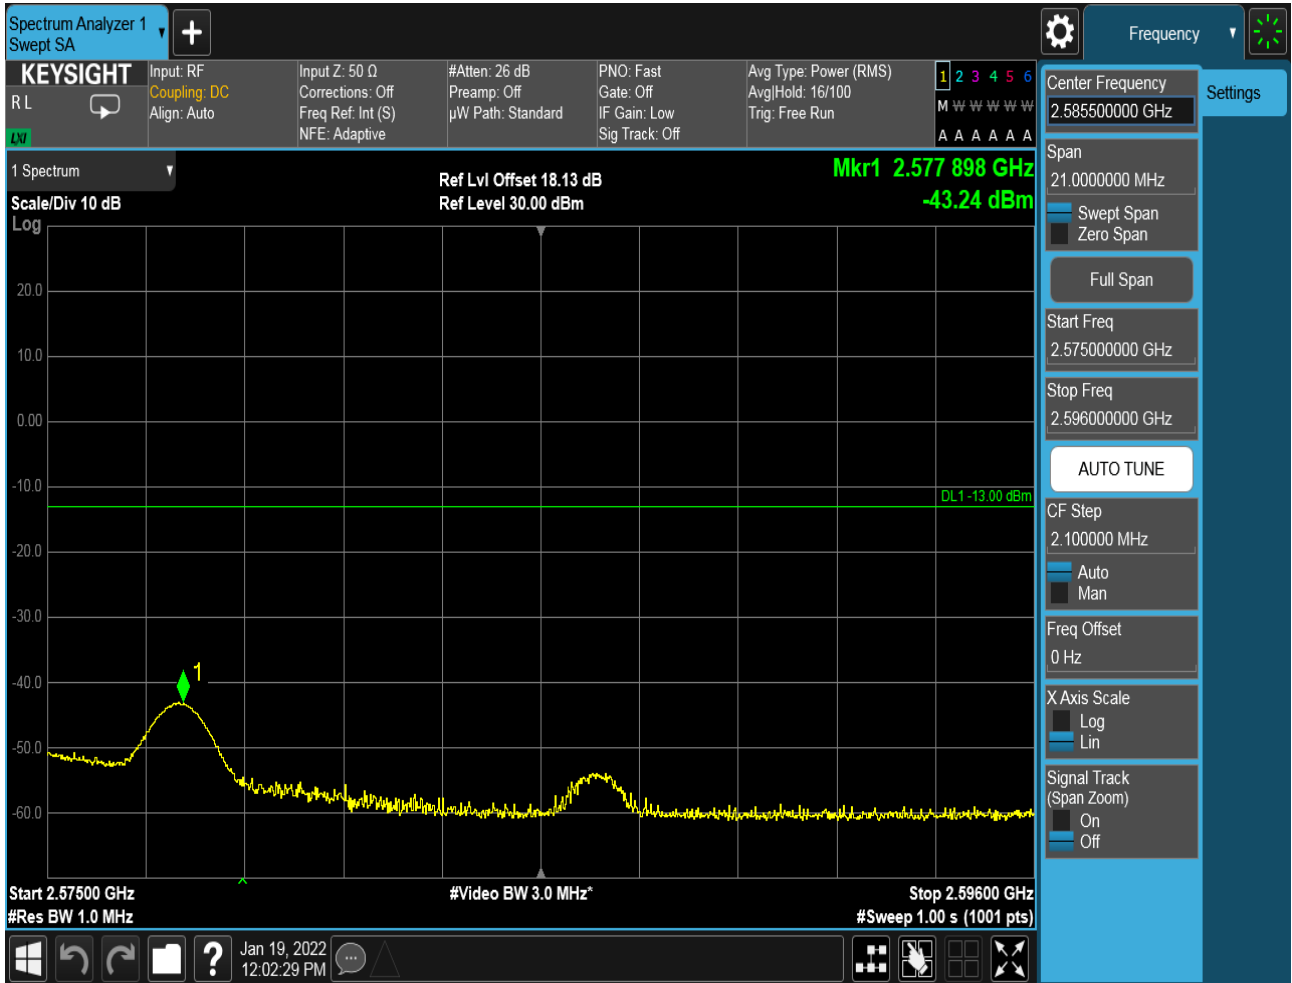 Spectrum Analyzer 1
Swept SA
Frequency
KEYSIGHT
R L
LXI
Input: RF
Coupling: DC
Align: Auto
Input Z: 50 Ω
Corrections: Off
Freq Ref: Int (S)
NFE: Adaptive
#Atten: 26 dB
Preamp: Off
µW Path: Standard
PNO: Fast
Gate: Off
IF Gain: Low
Sig Track: Off
Avg Type: Power (RMS)
Avg|Hold: 16/100
Trig: Free Run
1 2 3 4 5 6
M W W W W W
A A A A A A
1 Spectrum
Scale/Div 10 dB
Log
Ref Lvl Offset 18.13 dB
Ref Level 30.00 dBm
Mkr1 2.577 898 GHz
-43.24 dBm
20.0
10.0
0.00
-10.0
DL1 -13.00 dBm
-20.0
-30.0
-40.0
1
-50.0
-60.0
Start 2.57500 GHz
#Video BW 3.0 MHz*
Stop 2.59600 GHz
#Res BW 1.0 MHz
#Sweep 1.00 s (1001 pts)
Center Frequency
2.585500000 GHz
Settings
Span
21.0000000 MHz
Swept Span
Zero Span
Full Span
Start Freq
2.575000000 GHz
Stop Freq
2.596000000 GHz
AUTO TUNE
CF Step
2.100000 MHz
Auto
Man
Freq Offset
0 Hz
X Axis Scale
Log
Lin
Signal Track
(Span Zoom)
On
Off
?
Jan 19, 2022
12:02:29 PM